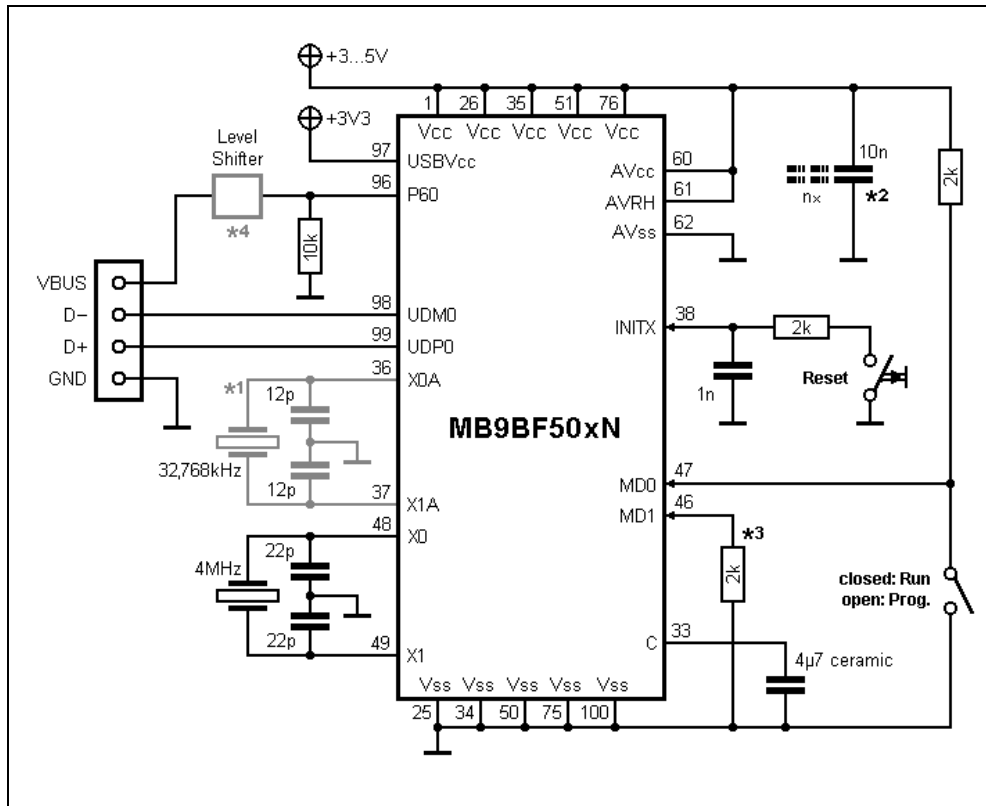 +3...5V
1 26 35 51 76
+3V3
Vcc Vcc Vcc Vcc Vcc
Level
Shifter
97
USBVcc
96
P60
*4
10k
AVcc
60
AVRH
61
AVss
62
10n
nx
*2
2k
VBUS
D−
D+
GND
98
UDM0
99
UDP0
36
X0A
INITX
38
2k
1n
Reset
*1
12p
32,768kHz
12p
37
X1A
MB9BF50xN
MD0
47
MD1
46
*3
2k
48
X0
22p
4MHz
22p
49
X1
closed: Run
open: Prog.
C
33
4µ7 ceramic
Vss Vss Vss Vss Vss
25 34 50 75 100